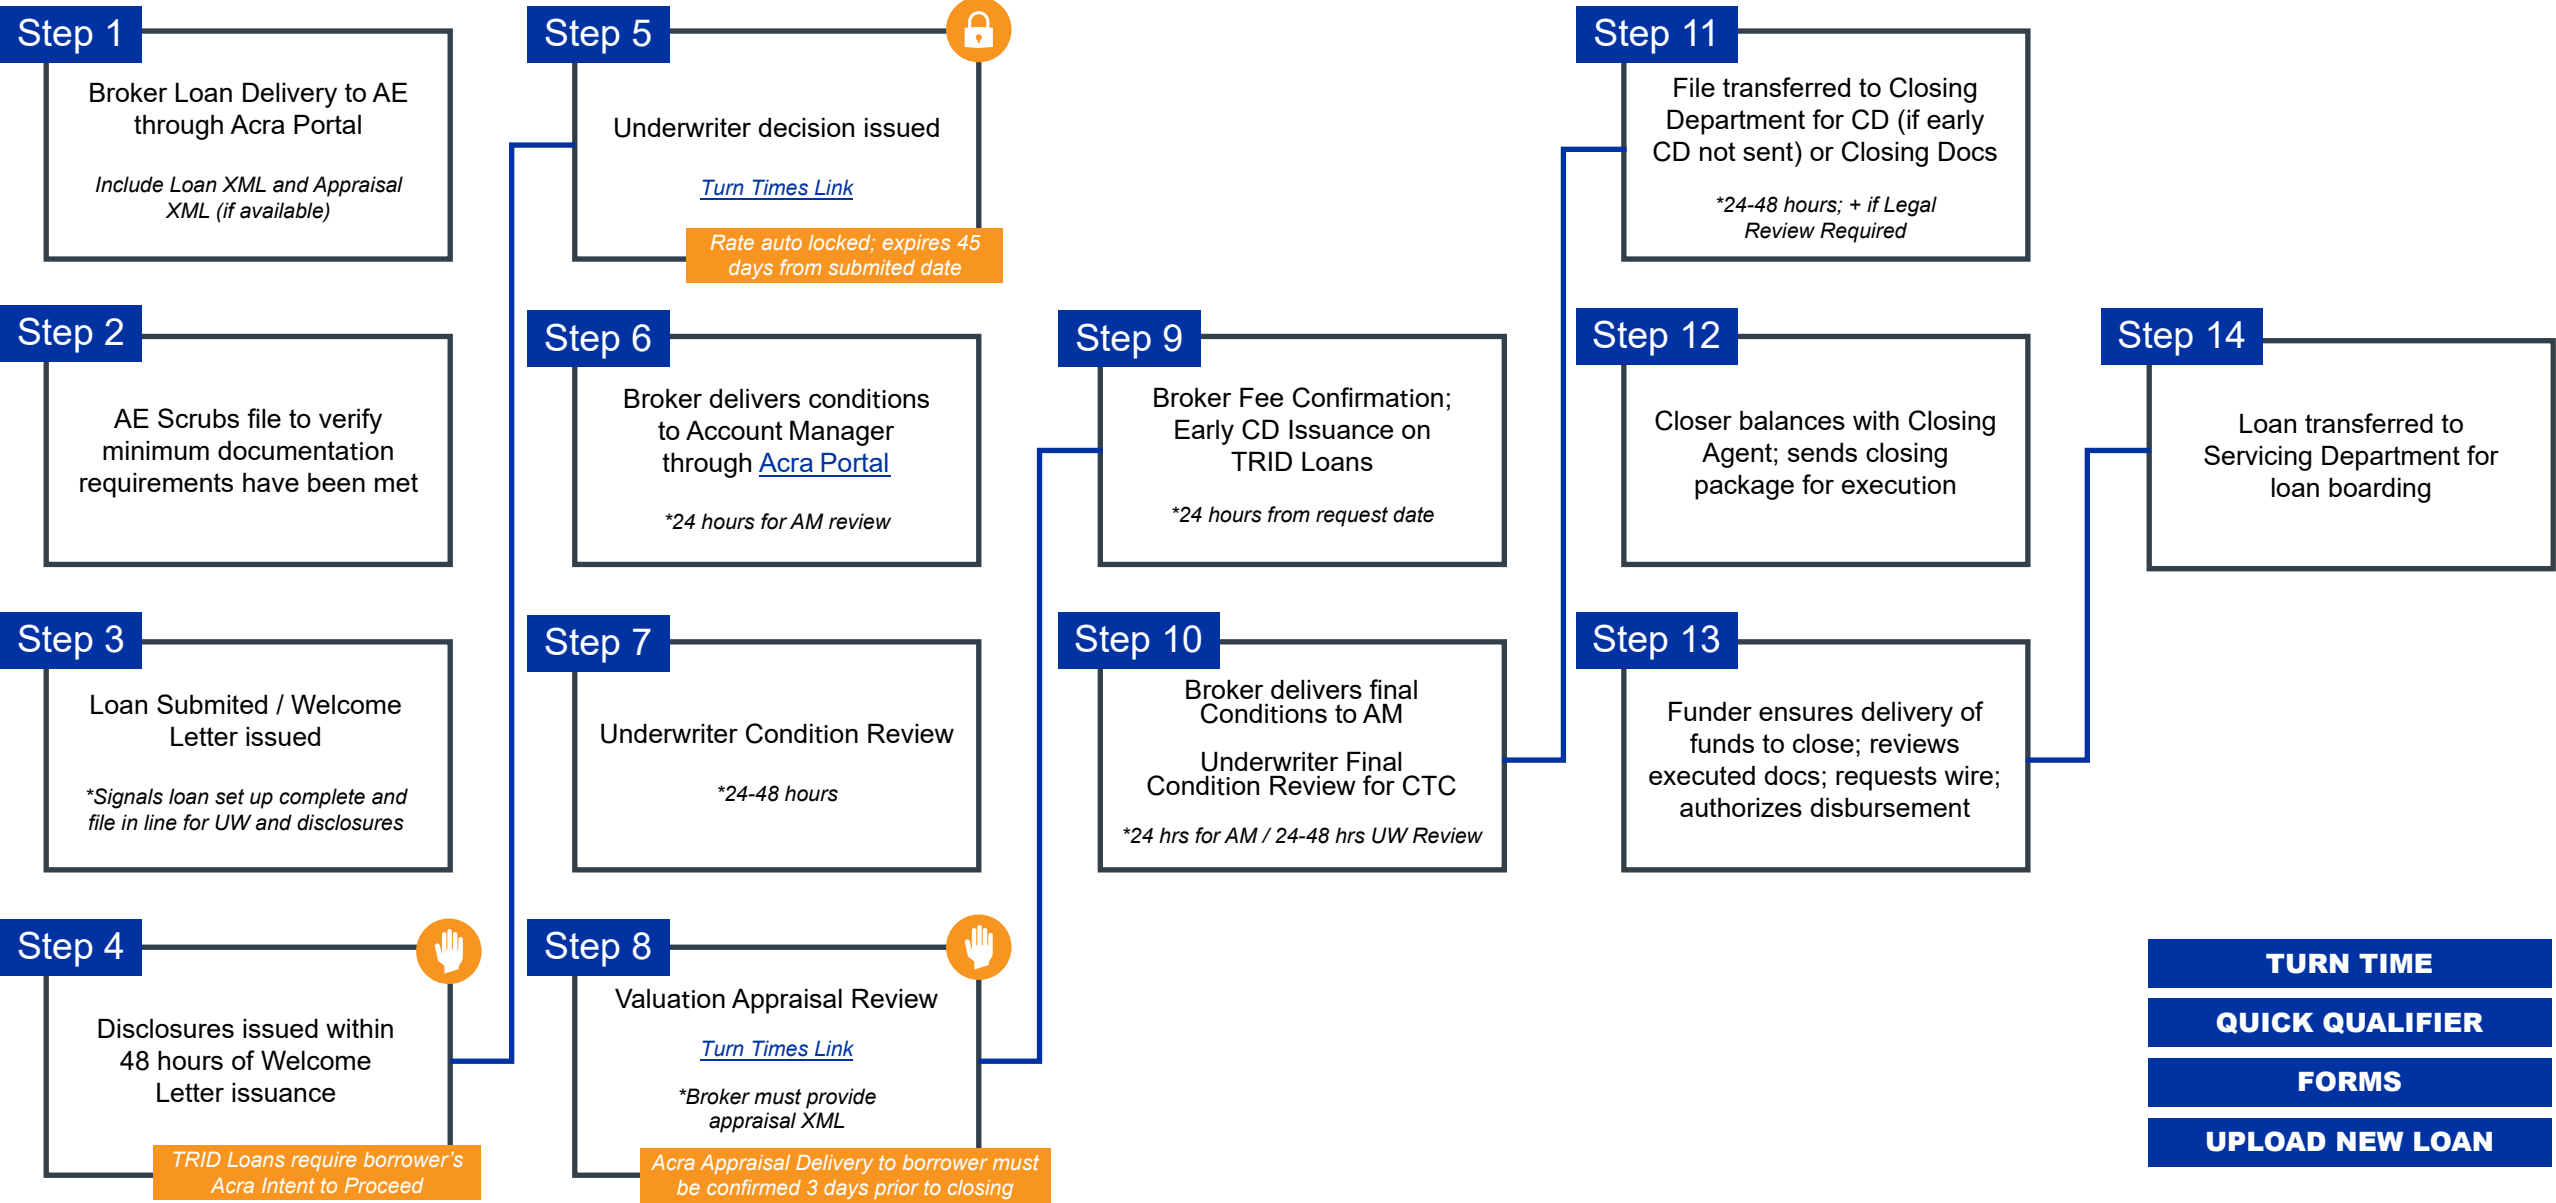 Step 1
Broker Loan Delivery to AE
through Acra Portal
Include Loan XML and Appraisal
XML (if available)
Step 2
AE Scrubs file to verify
minimum documentation
requirements have been met
Step 3
Loan Submited / Welcome
Letter issued
*Signals loan set up complete and
file in line for UW and disclosures
Step 4
Disclosures issued within
48 hours of Welcome
Letter issuance
TRID Loans require borrower's
Acra Intent to Proceed
Step 5
Underwriter decision issued
Turn Times Link
Rate auto locked; expires 45
days from submited date
Step 6
Broker delivers conditions
to Account Manager
through Acra Portal
*24 hours for AM review
Step 7
Underwriter Condition Review
*24-48 hours
Step 8
Valuation Appraisal Review
Turn Times Link
*Broker must provide
appraisal XML
Acra Appraisal Delivery to borrower must
be confirmed 3 days prior to closing
Step 9
Broker Fee Confirmation;
Early CD Issuance on
TRID Loans
*24 hours from request date
Step 10
Broker delivers final
Conditions to AM
Underwriter Final
Condition Review for CTC
*24 hrs for AM / 24-48 hrs UW Review
Step 11
File transferred to Closing
Department for CD (if early
CD not sent) or Closing Docs
*24-48 hours; + if Legal
Review Required
Step 12
Closer balances with Closing
Agent; sends closing
package for execution
Step 13
Funder ensures delivery of
funds to close; reviews
executed docs; requests wire;
authorizes disbursement
Step 14
Loan transferred to
Servicing Department for
loan boarding
TURN TIME
QUICK QUALIFIER
FORMS
UPLOAD NEW LOAN